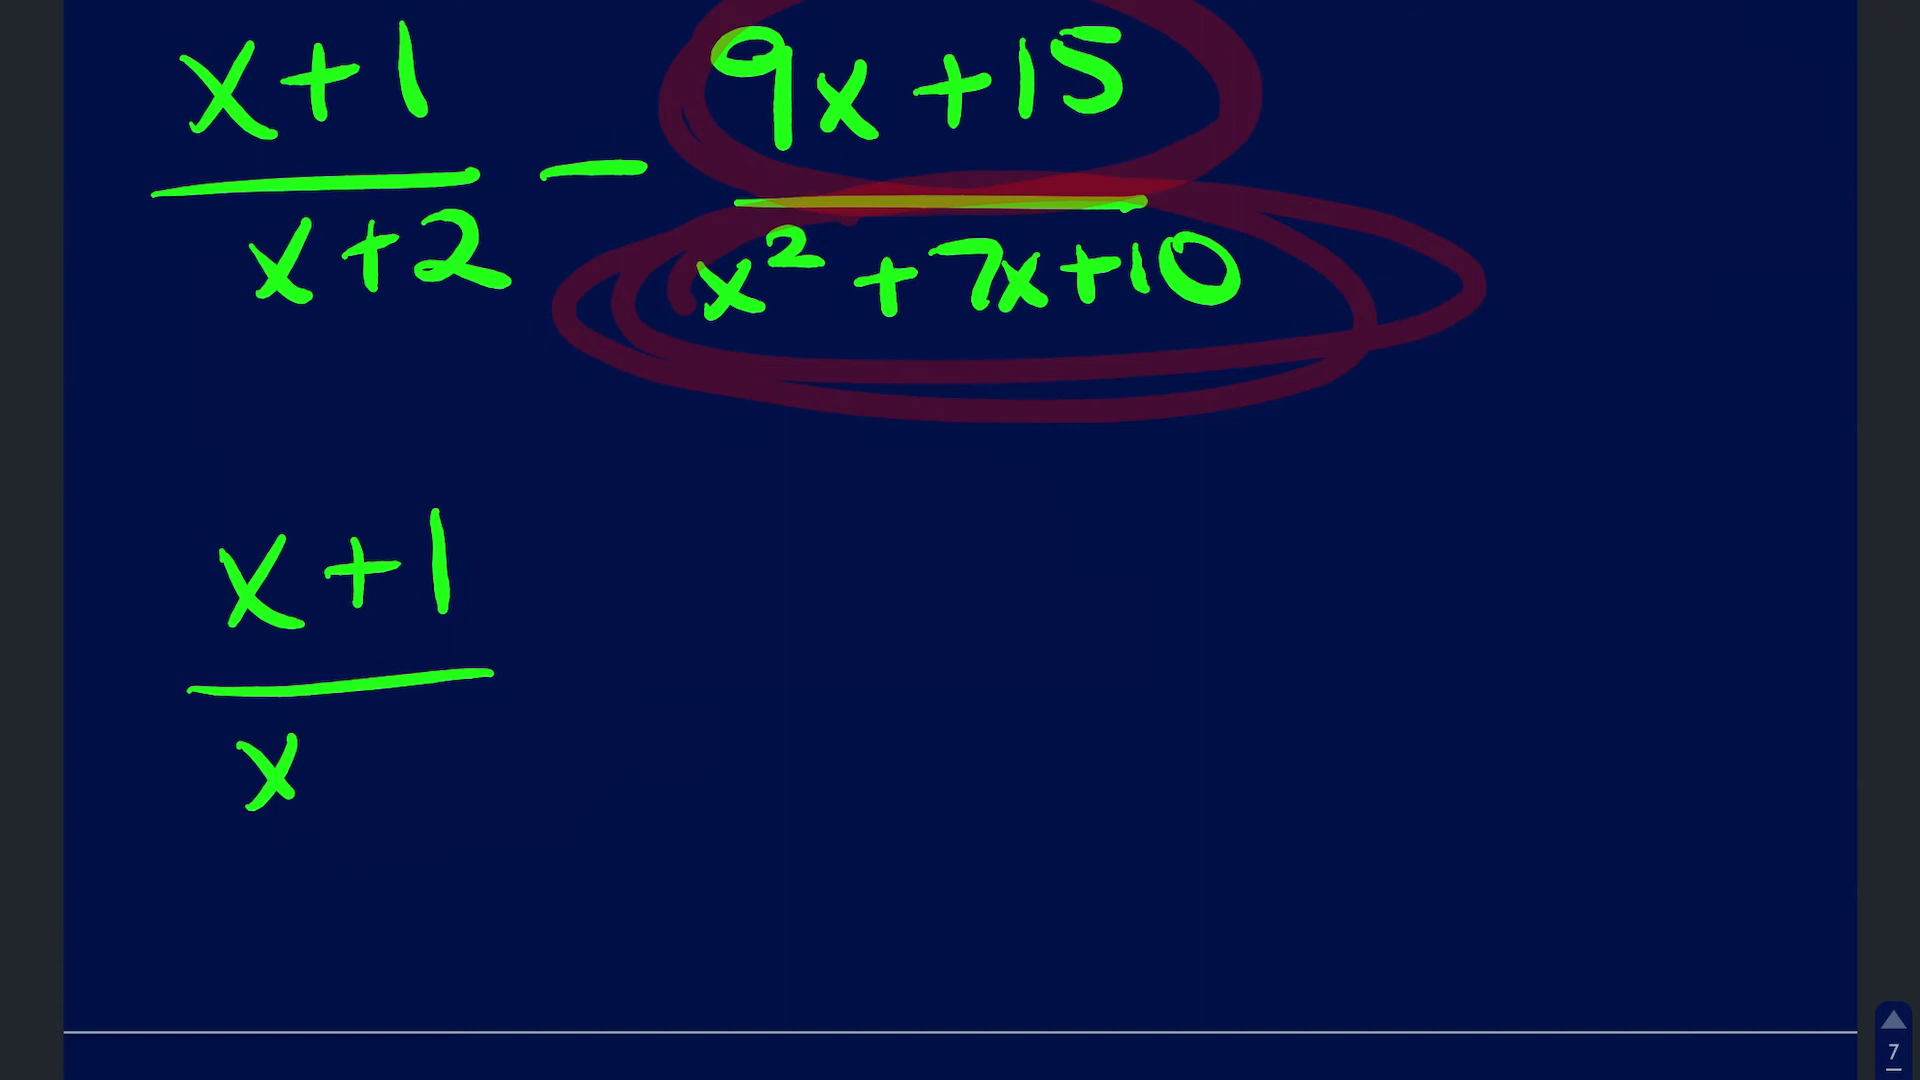 x+1 9x+15
—
x+2 x² +7x+10
x+1
x
7